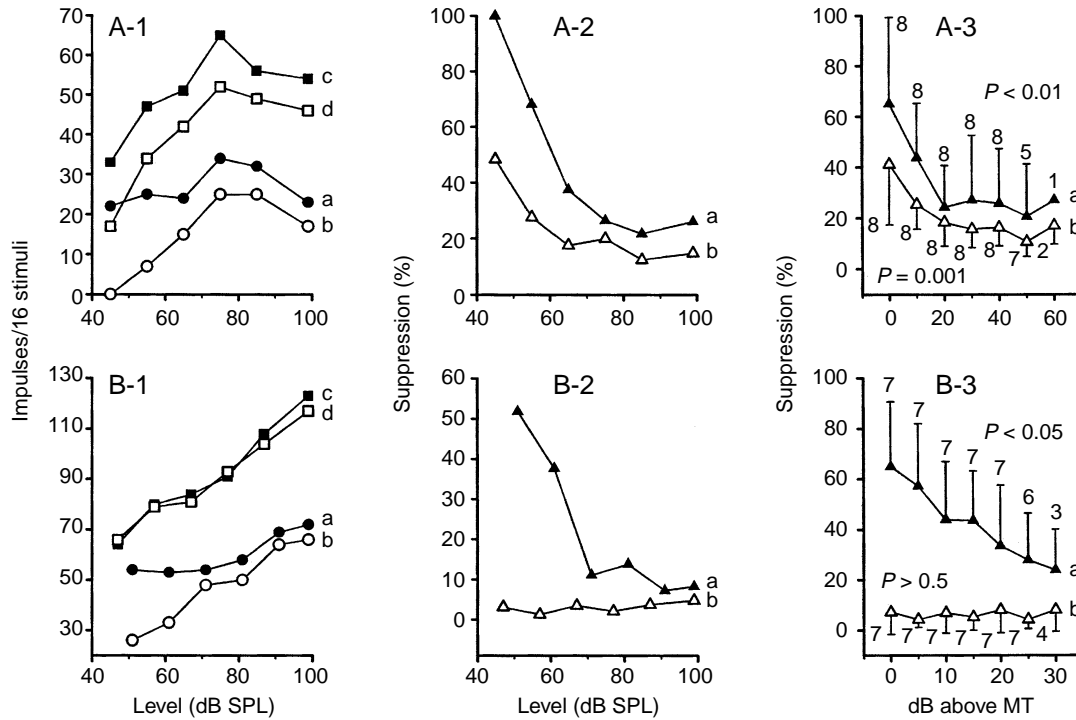 A-1
70
60
50
40
30
20
10
0
40 60 80 100
c
d
a
b
A-2
100
80
60
40
20
0
40 60 80 100
a
b
A-3
100
80
60
40
20
0
0 20 40 60
8
8
8
8
8
5
1
P < 0.01
a
b
8
8
8
8
8
7
2
P = 0.001
Impulses/16 stimuli
Suppression (%)
Suppression (%)
B-1
130
110
90
70
50
30
40 60 80 100
c
d
a
b
Level (dB SPL)
B-2
60
50
40
30
20
10
0
40 60 80 100
a
b
Level (dB SPL)
B-3
100
80
60
40
20
0
0 10 20 30
7
7
7
7
7
6
3
P < 0.05
a
P > 0.5
b
7
7
7
7
7
7
4
dB above MT